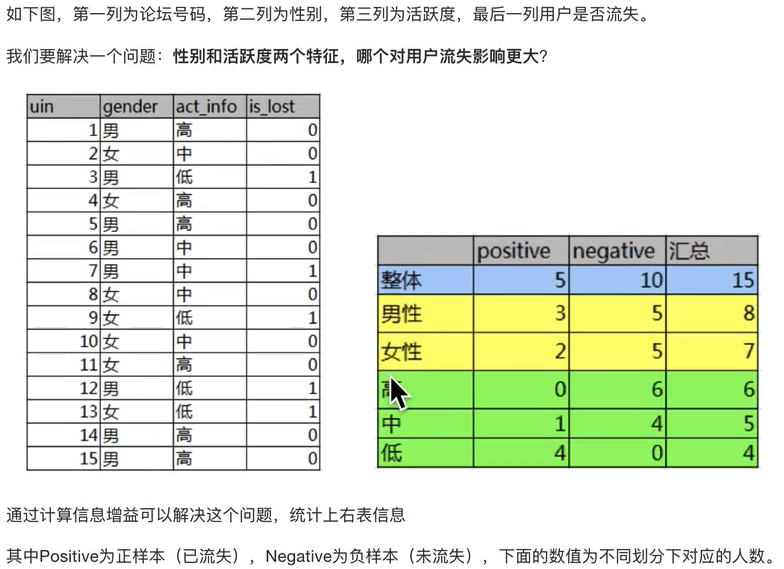 如下图，第一列为论坛号码，第二列为性别，第三列为活跃度，最后一列用户是否流失。
我们要解决一个问题：性别和活跃度两个特征，哪个对用户流失影响更大?
uin gender act_info is_lost
1 男 高 0
2 女 中 0
3 男 低 1
4 女 高 0
5 男 高 0
6 男 中 0
7 男 中 1
8 女 中 0
9 女 低 1
10 女 中 0
11 女 高 0
12 男 低 1
13 女 低 1
14 男 高 0
15 男 高 0
positive negative 汇总
整体 5 10 15
男性 3 5 8
女性 2 5 7
0 6 6
中 1 4 5
低 4 0 4
通过计算信息增益可以解决这个问题，统计上右表信息
其中Positive为正样本（已流失），Negative为负样本（未流失），下面的数值为不同划分下对应的人数。